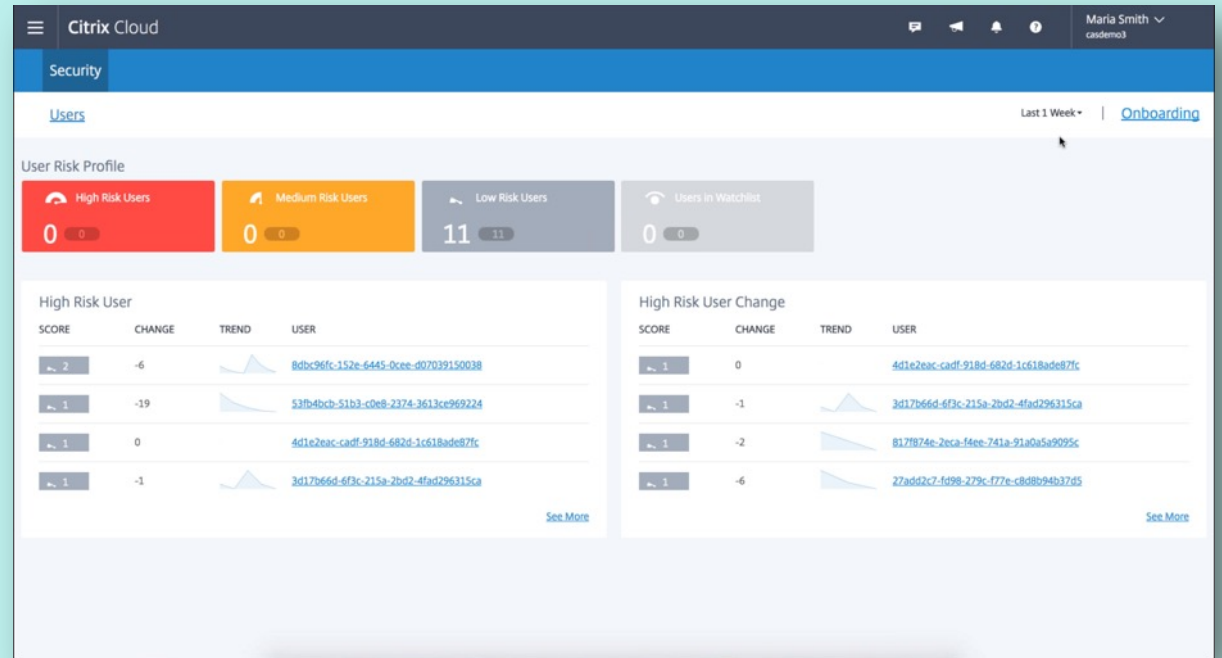 Citrix Cloud
Maria Smith
casdemo3
Security
Users
Last 1 Week
Onboarding
User Risk Profile
High Risk Users
0 0
Medium Risk Users
0 0
Low Risk Users
11 11
Users in Watchlist
0 0
High Risk User
SCORE CHANGE TREND USER
2 -6 8dbc96fc-152e-6445-0cee-d07039150038
1 -19 53fb4bcb-51b3-c0e8-2374-3613ce969224
1 0 4d1e2eac-cadf-918d-682d-1c618ade87fc
1 -1 3d17b66d-6f3c-215a-2bd2-4fad296315ca
See More
High Risk User Change
SCORE CHANGE TREND USER
1 0 4d1e2eac-cadf-918d-682d-1c618ade87fc
1 -1 3d17b66d-6f3c-215a-2bd2-4fad296315ca
1 -2 817f874e-2eca-f4ee-741a-91a0a5a9095c
1 -6 27add2c7-fd98-279c-f77e-c8d8b94b37d5
See More